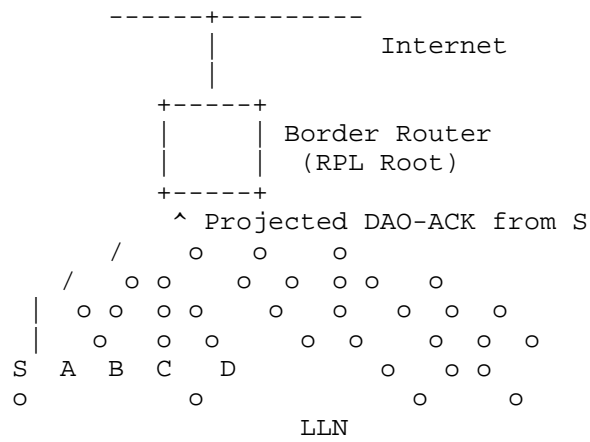 ------+---------
|          Internet
|
+-----+
|     | Border Router
|     |  (RPL Root)
+-----+
^ Projected DAO-ACK from S
/    o   o    o
/   o o     o  o  o o    o
|  o o  o o     o   o   o  o  o
|   o   o  o      o  o    o  o  o
S  A  B  C   D          o   o o
o           o              o     o
LLN